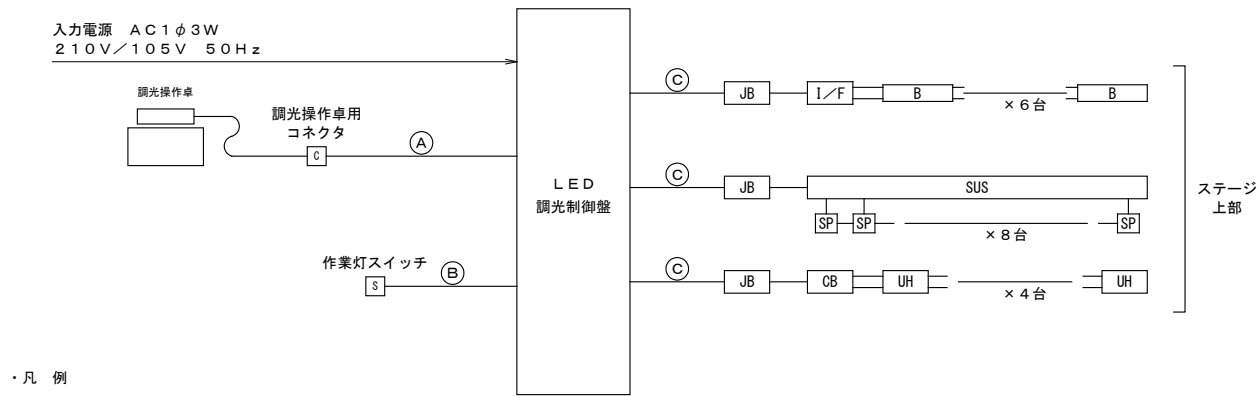 入力電源 AC1φ3W
210V/105V 50Hz
調光操作卓
調光操作卓用
コネクタ
C
A
作業灯スイッチ
S
B
LED
調光制御盤
C
JB
I/F
B
B
×6台
C
JB
SUS
SP
SP
SP
×8台
C
JB
CB
UH
UH
×4台
ステージ
上部
・凡 例